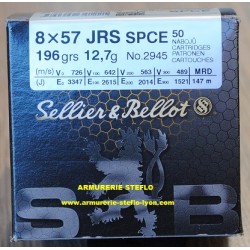 8×57 JRS SPCE 50
196 grs 12,7g No.2945
NÁBOJŮ
CARTRIDGES
PATRONEN
CARTOUCHES
(m/s) V0 726 V100 642 V200 563 V300 489 MRD
(J) E0 3347 E100 2615 E200 2014 E300 1521 147 m
Sellier & Bellot
ARMURERIE STEFLO
www.armurerie-steflo-lyon.com
S B